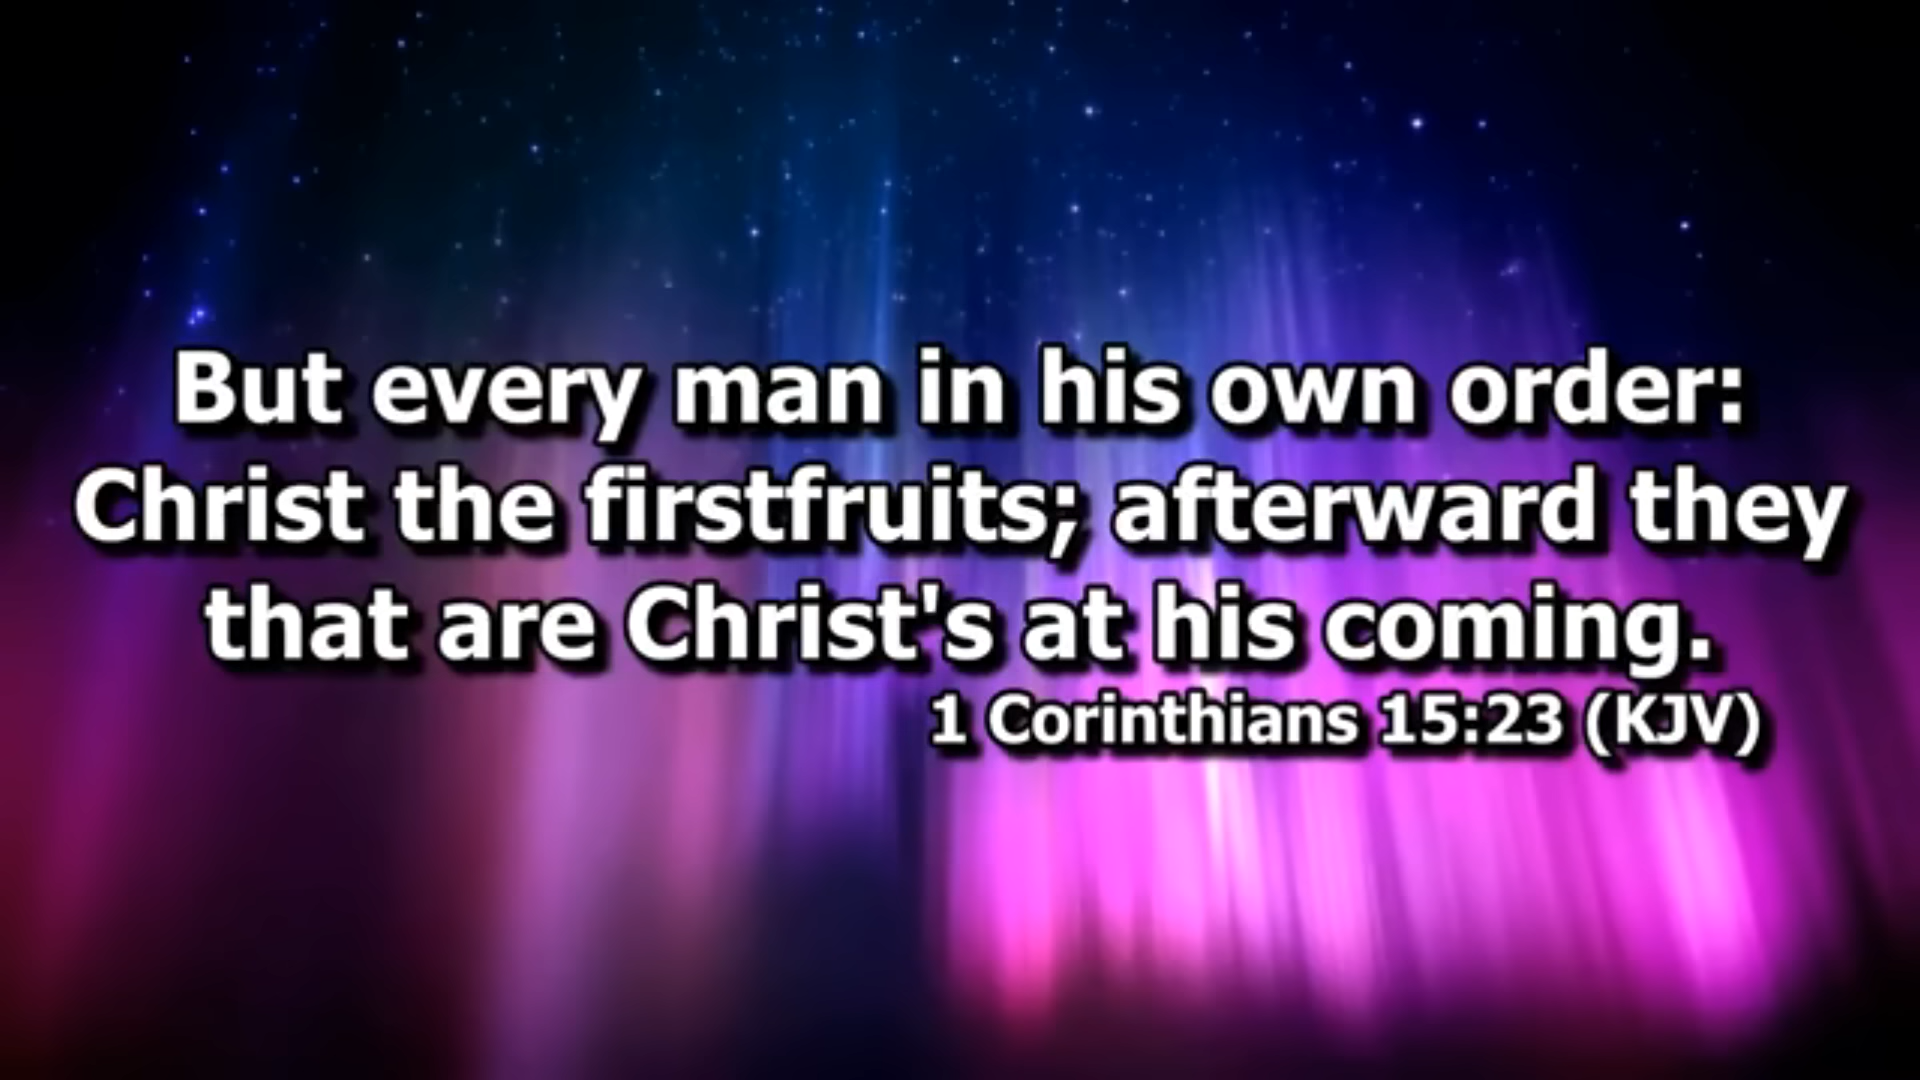 But every man in his own order:
Christ the firstfruits; afterward they
that are Christ's at his coming.
1 Corinthians 15:23 (KJV)